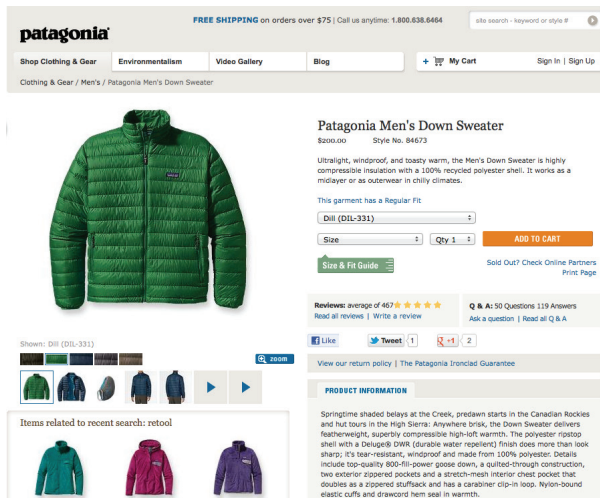 FREE SHIPPING on orders over $75 | Call us anytime: 1.800.638.6464
site search - keyword or style #
patagonia
Shop Clothing & Gear
Environmentalism
Video Gallery
Blog
+ My Cart
Sign In | Sign Up
Clothing & Gear / Men's / Patagonia Men's Down Sweater
Patagonia Men's Down Sweater
$200.00 Style No. 84673
Ultralight, windproof, and toasty warm, the Men's Down Sweater is highly
compressible insulation with a 100% recycled polyester shell. It works as a
midlayer or as outerwear in chilly climates.
This garment has a Regular Fit
Dill (DIL-331)
Size
Qty 1
ADD TO CART
Size & Fit Guide
Sold Out? Check Online Partners
Print Page
Reviews: average of 467
Read all reviews | Write a review
Q & A: 50 Questions 119 Answers
Ask a question | Read all Q & A
Like
Tweet 1
+1 2
View our return policy | The Patagonia Ironclad Guarantee
Shown: Dill (DIL-331)
zoom
Items related to recent search: retool
PRODUCT INFORMATION
Springtime shaded belays at the Creek, predawn starts in the Canadian Rockies
and hut tours in the High Sierra: Anywhere brisk, the Down Sweater delivers
featherweight, superbly compressible high-loft warmth. The polyester ripstop
shell with a Deluge® DWR (durable water repellent) finish does more than look
sharp; it's tear-resistant, windproof and made from 100% polyester. Details
include top-quality 800-fill-power goose down, a quilted-through construction,
two exterior zippered pockets and a stretch-mesh interior chest pocket that
doubles as a zippered stuffsack and has a carabiner clip-in loop. Nylon-bound
elastic cuffs and drawcord hem seal in warmth.